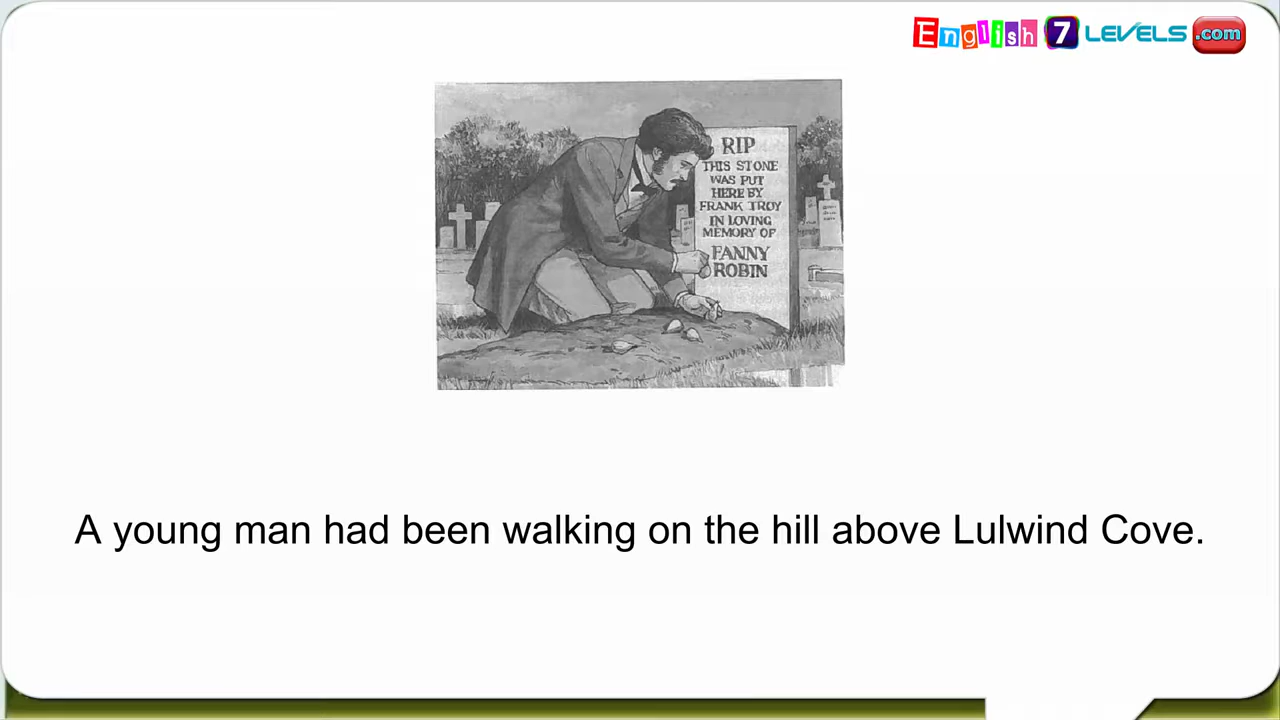 English 7 LEVELS .com
RIP
THIS STONE
WAS PUT
HERE BY
FRANK TROY
IN LOVING
MEMORY OF
FANNY
ROBIN
A young man had been walking on the hill above Lulwind Cove.